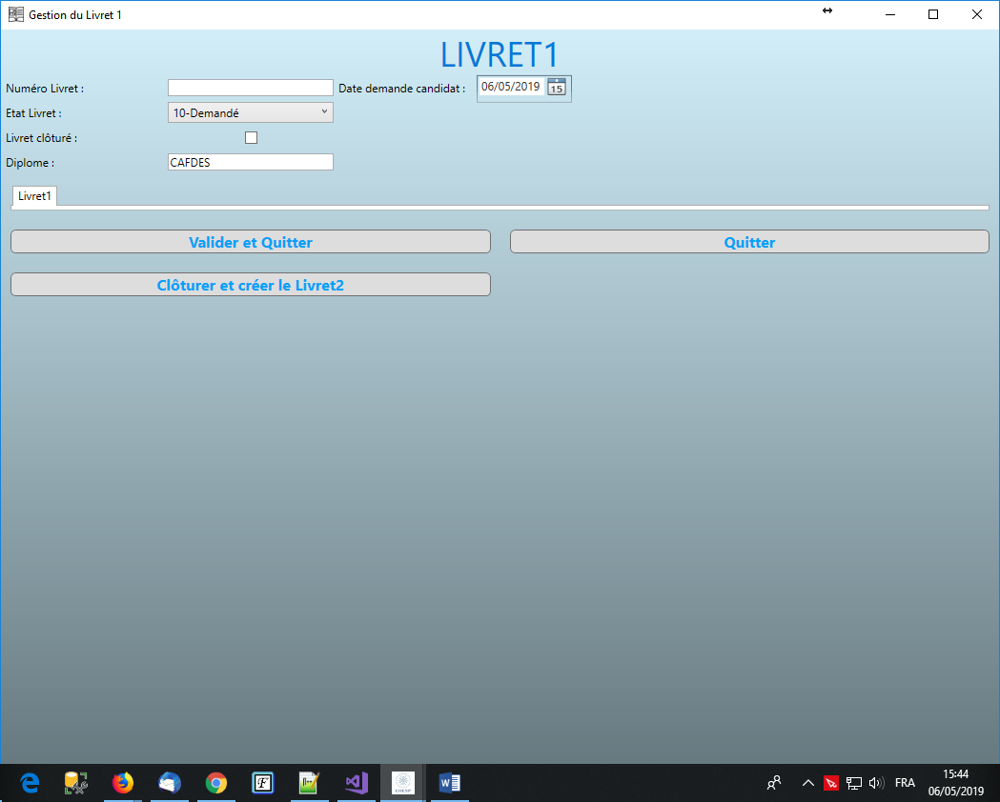 Gestion du Livret 1
LIVRET1
Numéro Livret : Date demande candidat : 06/05/2019 15
Etat Livret : 10-Demandé
Livret clôturé :
Diplome : CAFDES
Livret1
Valider et Quitter Quitter
Clôturer et créer le Livret2
EHESP FRA 15:44
06/05/2019